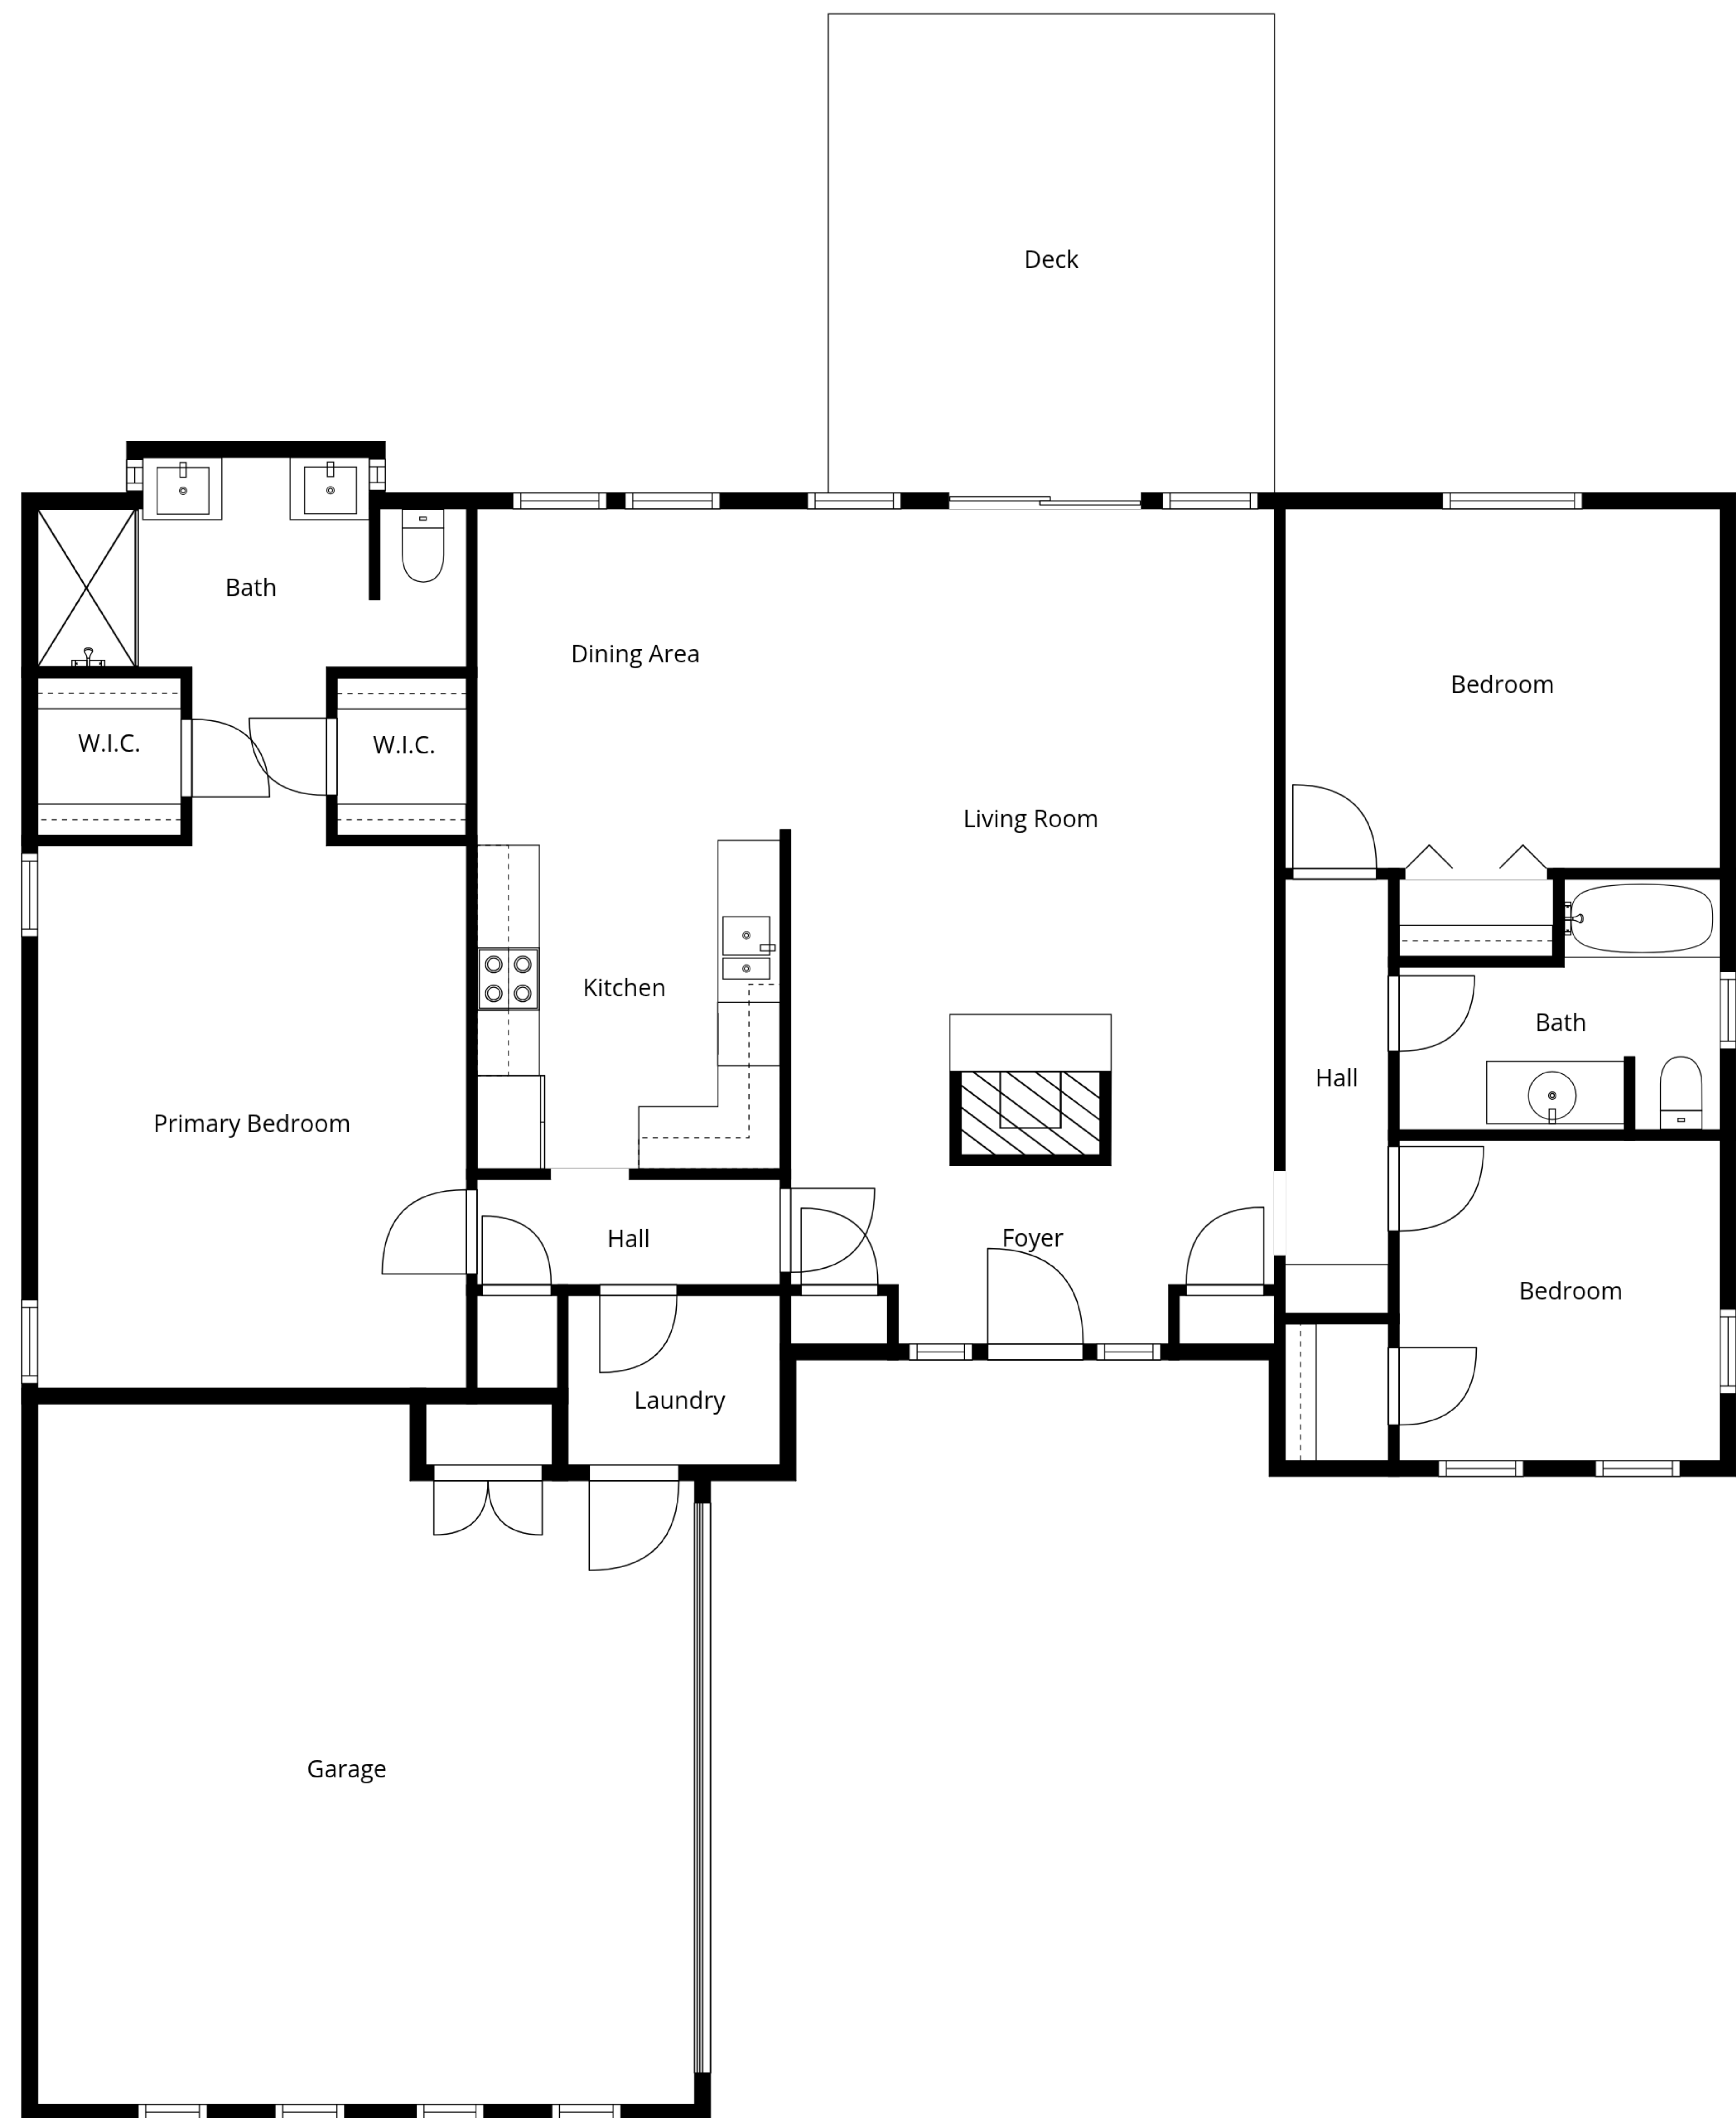 Deck
Bath
Dining Area
Bedroom
W.I.C.
W.I.C.
Living Room
Kitchen
Bath
Hall
Primary Bedroom
Hall
Foyer
Bedroom
Laundry
Garage